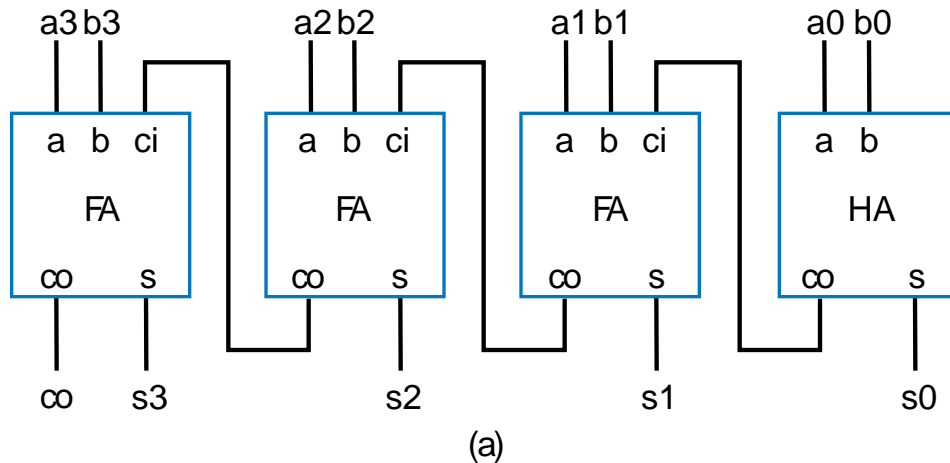 a3 b3 a2 b2 a1 b1 a0 b0
a b ci a b ci a b ci a b
FA FA FA HA
co s co s co s co s
co s3 s2 s1 s0
(a)